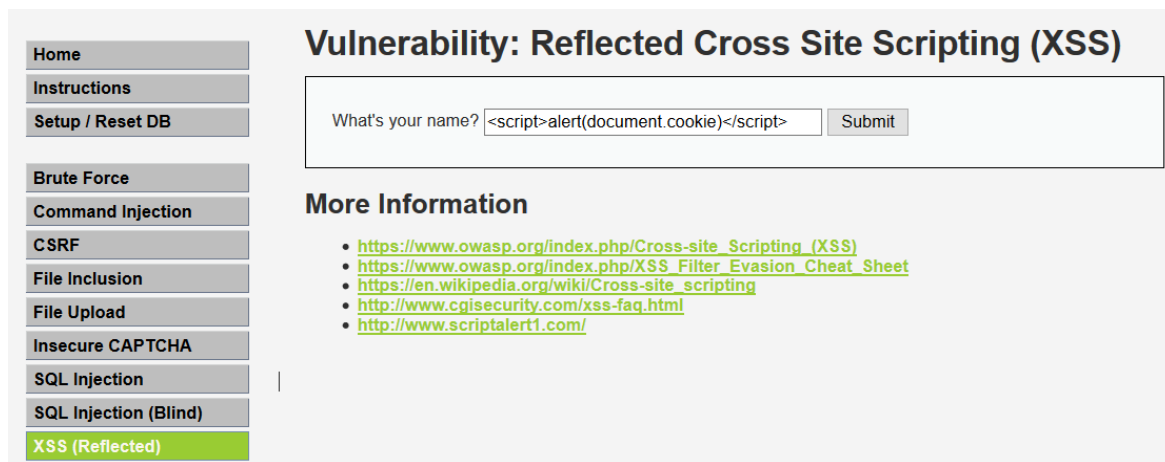 Home
Instructions
Setup / Reset DB
Brute Force
Command Injection
CSRF
File Inclusion
File Upload
Insecure CAPTCHA
SQL Injection
SQL Injection (Blind)
XSS (Reflected)
Vulnerability: Reflected Cross Site Scripting (XSS)
What's your name? <script>alert(document.cookie)</script> Submit
More Information
https://www.owasp.org/index.php/Cross-site_Scripting_(XSS)
https://www.owasp.org/index.php/XSS_Filter_Evasion_Cheat_Sheet
https://en.wikipedia.org/wiki/Cross-site_scripting
http://www.cgisecurity.com/xss-faq.html
http://www.scriptalert1.com/